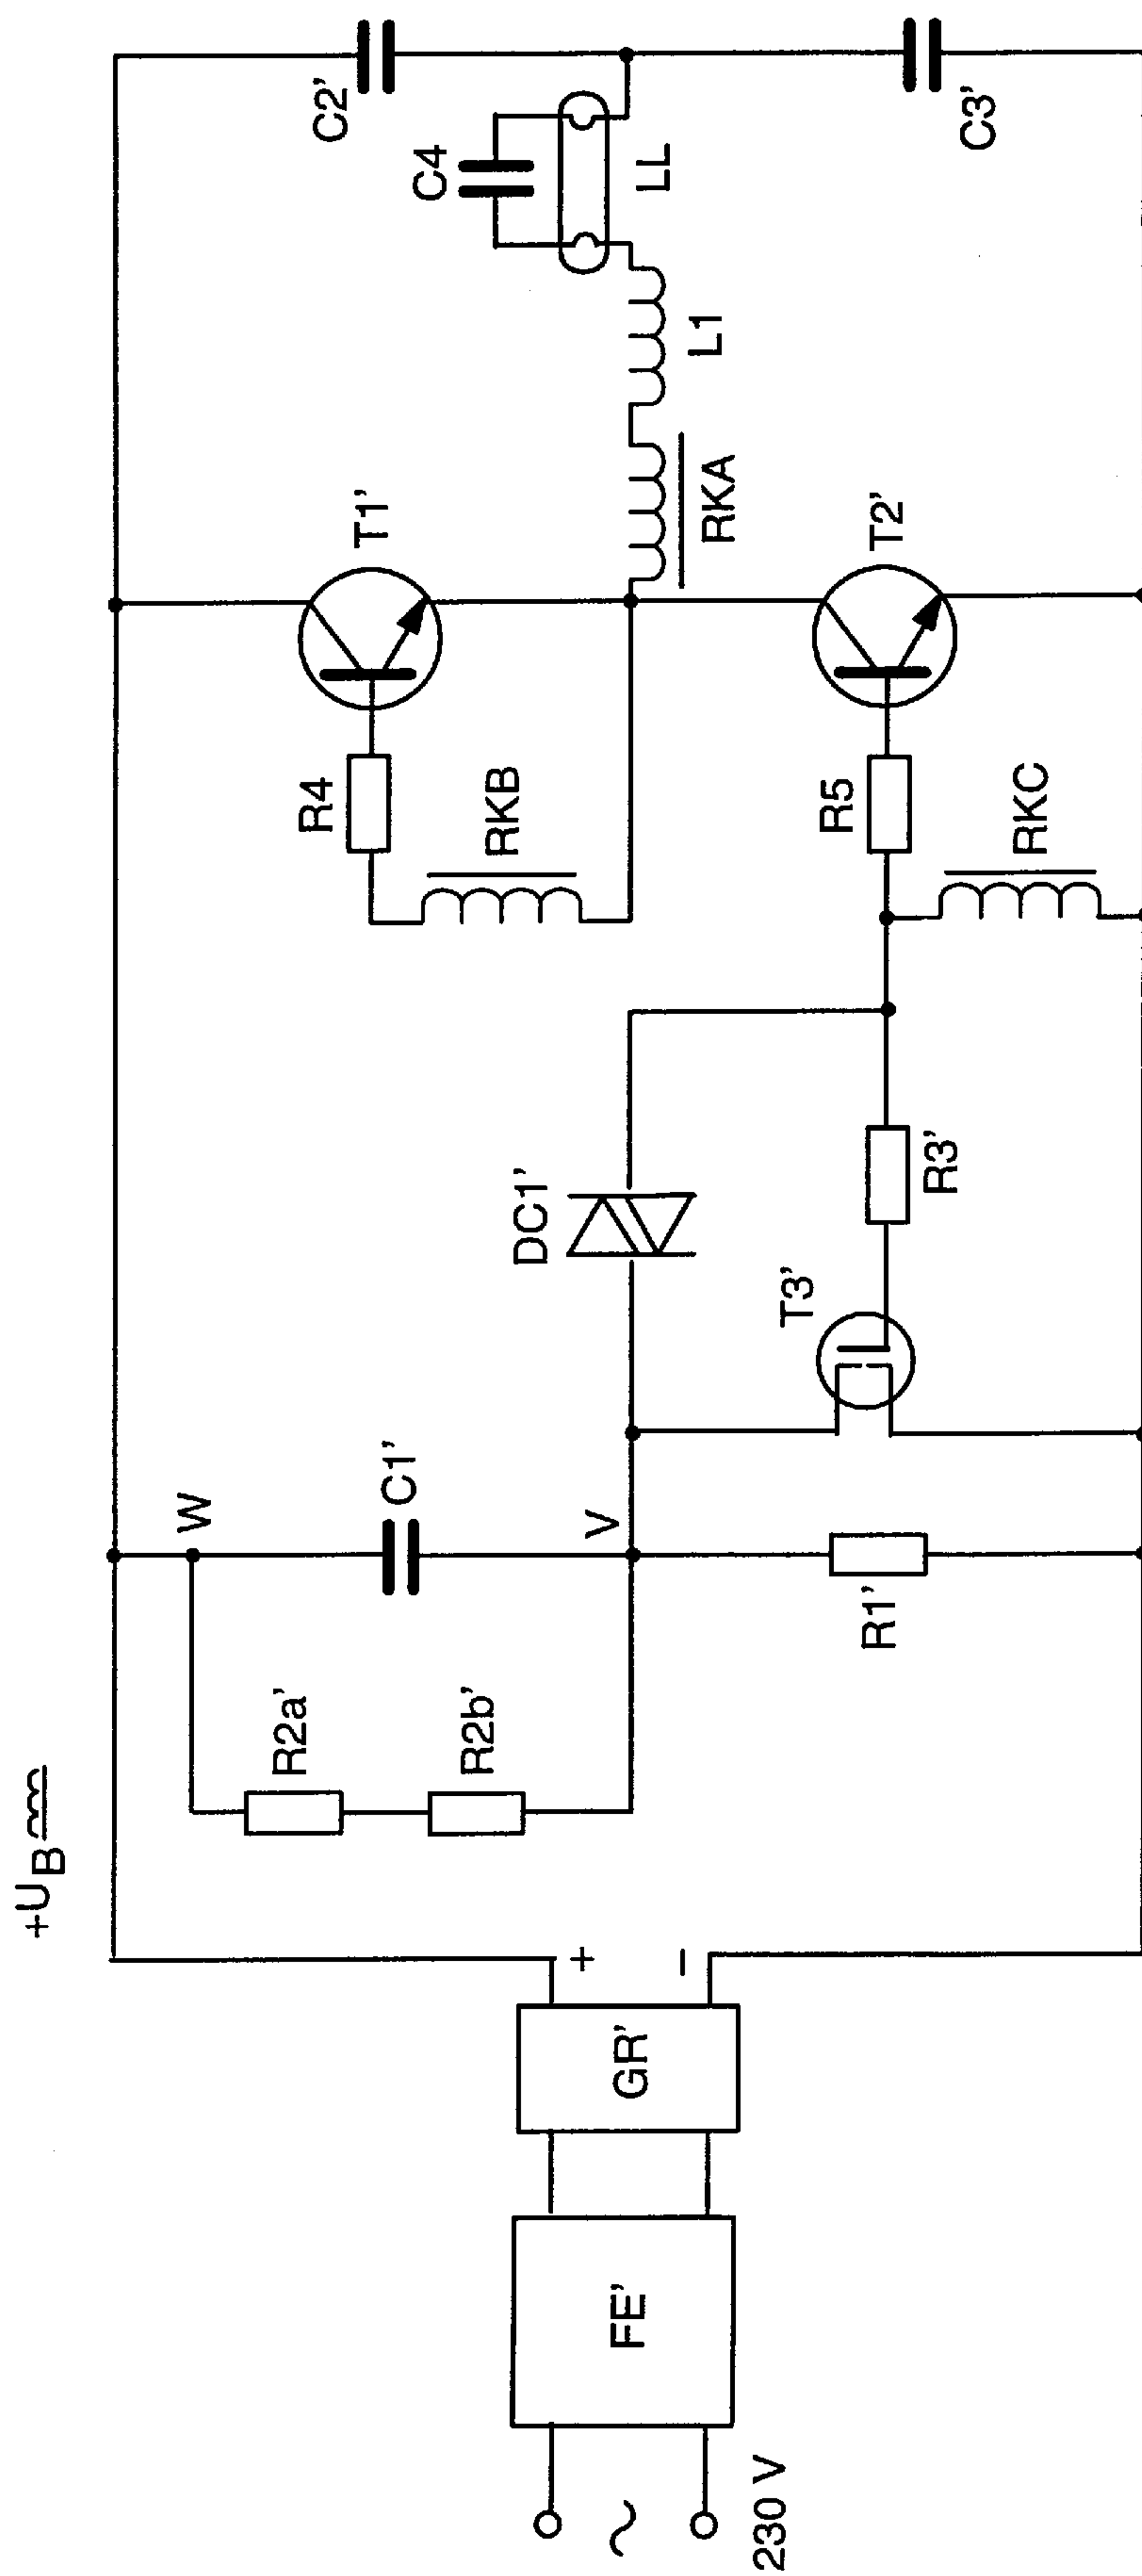 +UB
W
V
C1'
R2a'
R2b'
R1'
DC1'
T3'
R3'
R4
RKB
R5
RKC
T1'
T2'
RKA
L1
C4
LL
C2'
C3'
+
−
GR'
FE'
~
230 V